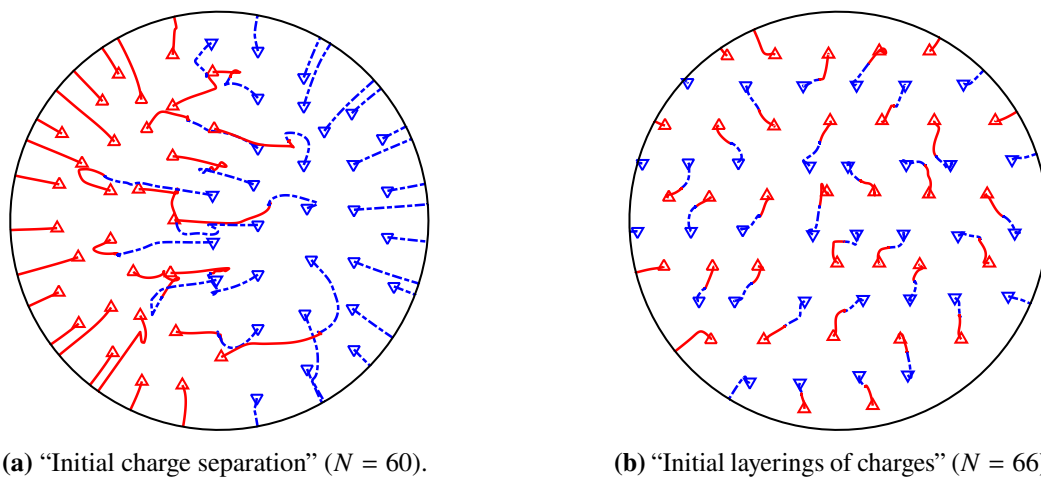 (a) “Initial charge separation” (N = 60).
(b) “Initial layerings of charges” (N = 66)